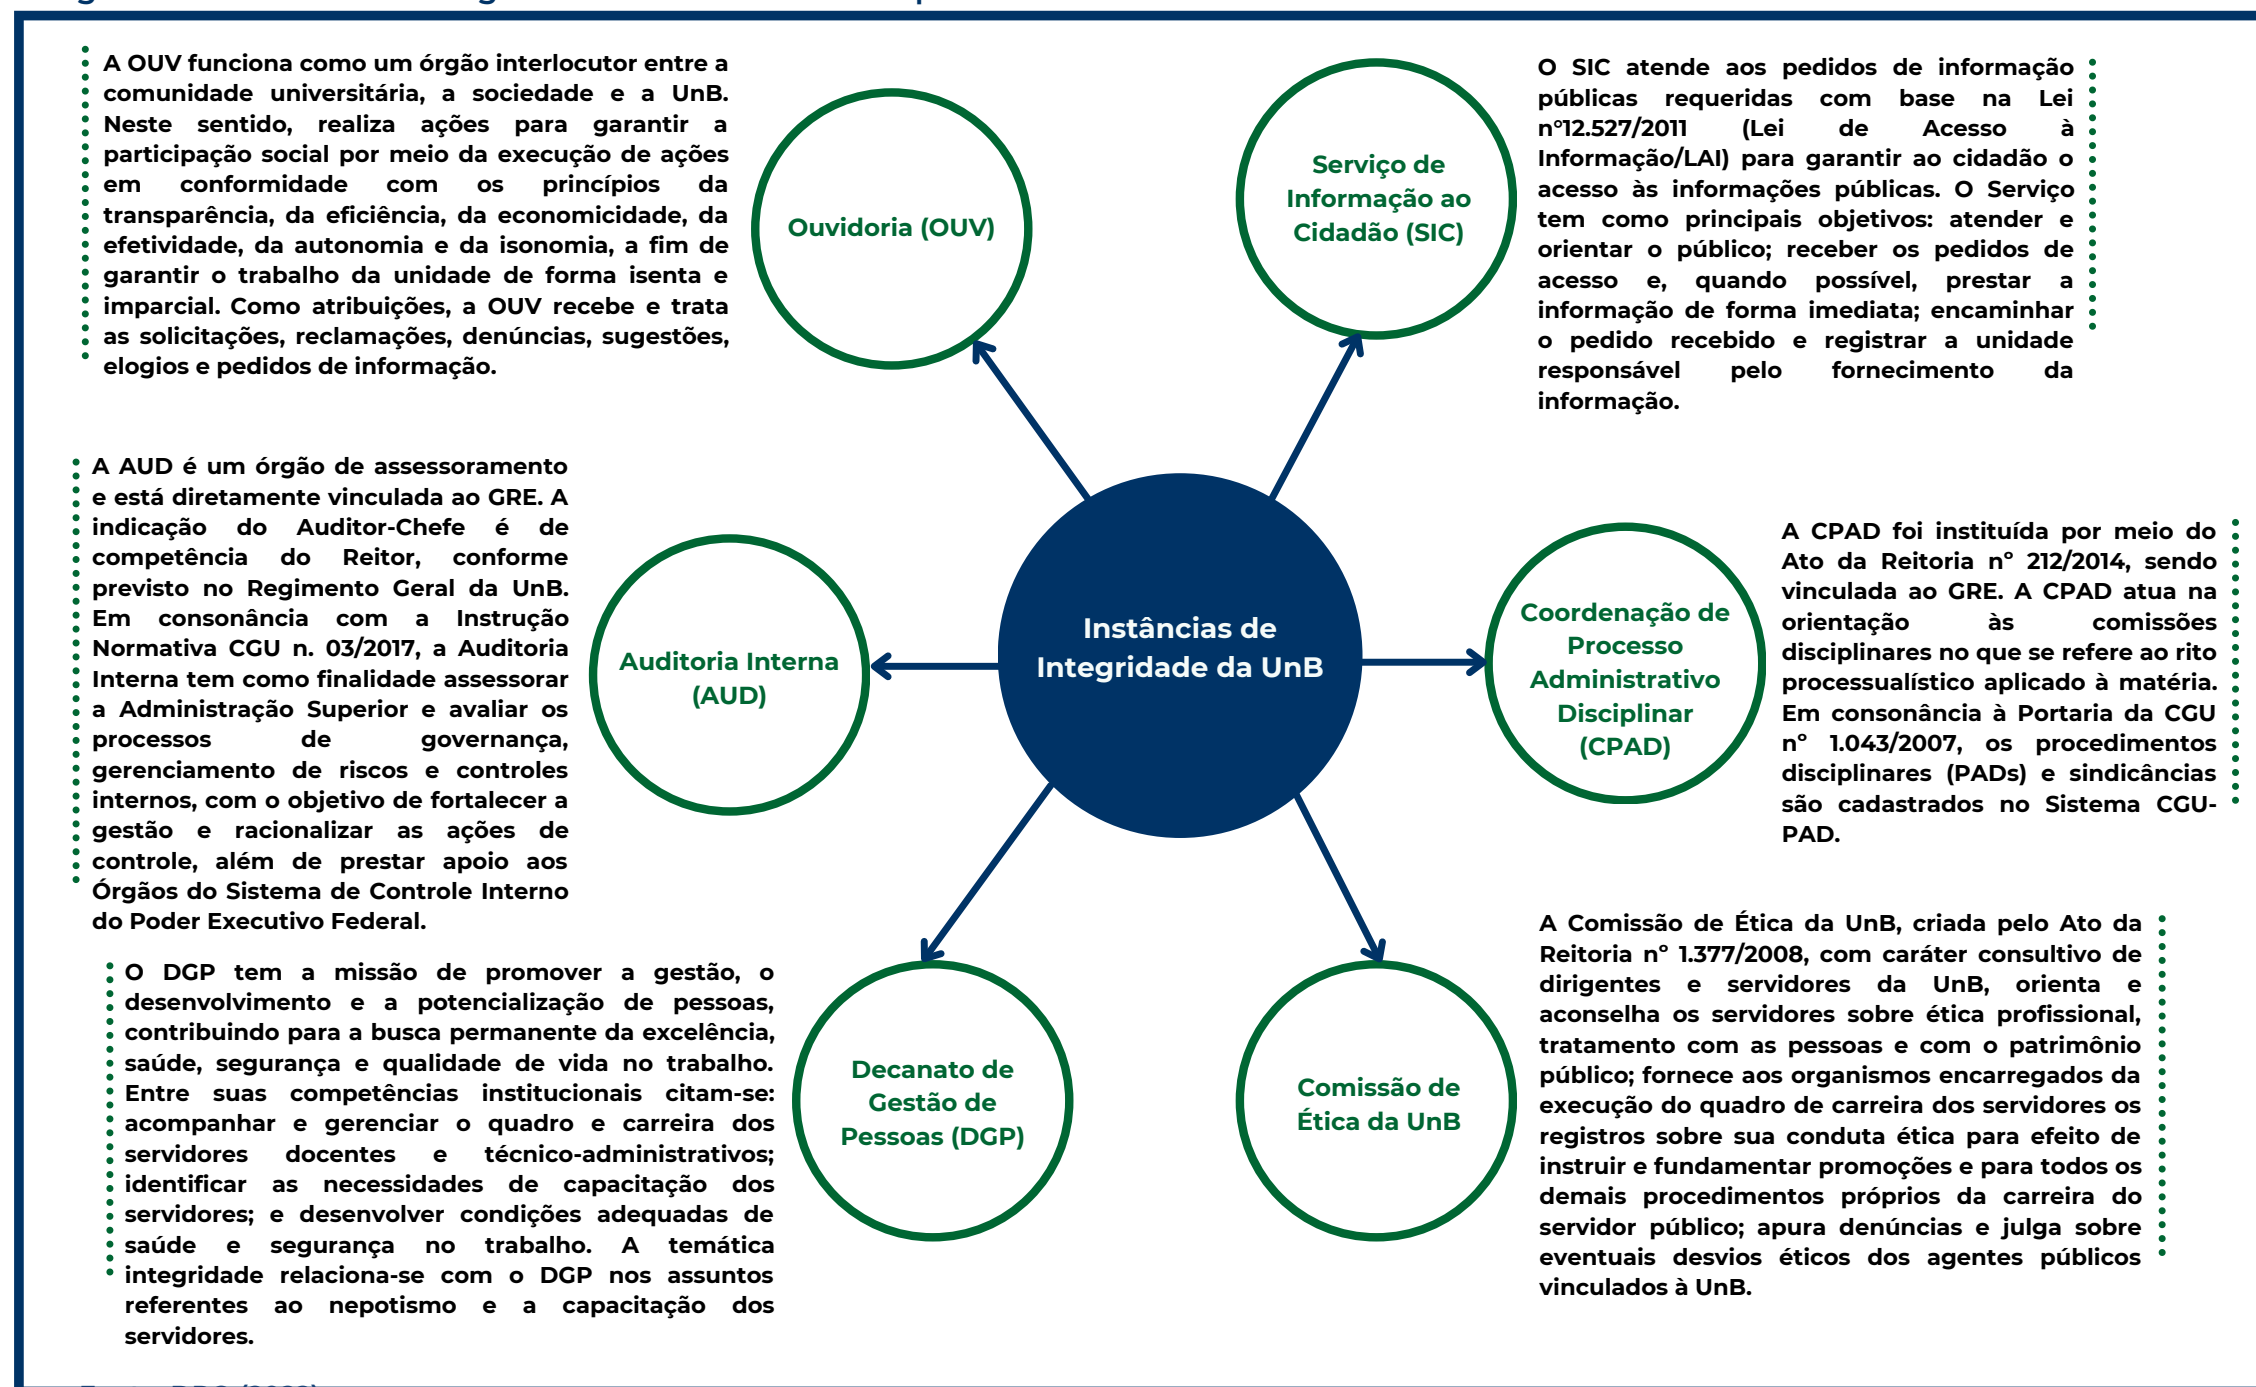 A OUV funciona como um órgão interlocutor entre a
comunidade universitária, a sociedade e a UnB.
Neste sentido, realiza ações para garantir a
participação social por meio da execução de ações
em conformidade com os princípios da
transparência, da eficiência, da economicidade, da
efetividade, da autonomia e da isonomia, a fim de
garantir o trabalho da unidade de forma isenta e
imparcial. Como atribuições, a OUV recebe e trata
as solicitações, reclamações, denúncias, sugestões,
elogios e pedidos de informação.
Ouvidoria (OUV)
Serviço de
Informação ao
Cidadão (SIC)
O SIC atende aos pedidos de informação
públicas requeridas com base na Lei
nº12.527/2011 (Lei de Acesso à
Informação/LAI) para garantir ao cidadão o
acesso às informações públicas. O Serviço
tem como principais objetivos: atender e
orientar o público; receber os pedidos de
acesso e, quando possível, prestar a
informação de forma imediata; encaminhar
o pedido recebido e registrar a unidade
responsável pelo fornecimento da
informação.
A AUD é um órgão de assessoramento
e está diretamente vinculada ao GRE. A
indicação do Auditor-Chefe é de
competência do Reitor, conforme
previsto no Regimento Geral da UnB.
Em consonância com a Instrução
Normativa CGU n. 03/2017, a Auditoria
Interna tem como finalidade assessorar
a Administração Superior e avaliar os
processos de governança,
gerenciamento de riscos e controles
internos, com o objetivo de fortalecer a
gestão e racionalizar as ações de
controle, além de prestar apoio aos
Órgãos do Sistema de Controle Interno
do Poder Executivo Federal.
Auditoria Interna
(AUD)
Instâncias de
Integridade da UnB
Coordenação de
Processo
Administrativo
Disciplinar
(CPAD)
A CPAD foi instituída por meio do
Ato da Reitoria nº 212/2014, sendo
vinculada ao GRE. A CPAD atua na
orientação às comissões
disciplinares no que se refere ao rito
processualístico aplicado à matéria.
Em consonância à Portaria da CGU
nº 1.043/2007, os procedimentos
disciplinares (PADs) e sindicâncias
são cadastrados no Sistema CGU-
PAD.
O DGP tem a missão de promover a gestão, o
desenvolvimento e a potencialização de pessoas,
contribuindo para a busca permanente da excelência,
saúde, segurança e qualidade de vida no trabalho.
Entre suas competências institucionais citam-se:
acompanhar e gerenciar o quadro e carreira dos
servidores docentes e técnico-administrativos;
identificar as necessidades de capacitação dos
servidores; e desenvolver condições adequadas de
saúde e segurança no trabalho. A temática
integridade relaciona-se com o DGP nos assuntos
referentes ao nepotismo e a capacitação dos
servidores.
Decanato de
Gestão de
Pessoas (DGP)
Comissão de
Ética da UnB
A Comissão de Ética da UnB, criada pelo Ato da
Reitoria nº 1.377/2008, com caráter consultivo de
dirigentes e servidores da UnB, orienta e
aconselha os servidores sobre ética profissional,
tratamento com as pessoas e com o patrimônio
público; fornece aos organismos encarregados da
execução do quadro de carreira dos servidores os
registros sobre sua conduta ética para efeito de
instruir e fundamentar promoções e para todos os
demais procedimentos próprios da carreira do
servidor público; apura denúncias e julga sobre
eventuais desvios éticos dos agentes públicos
vinculados à UnB.